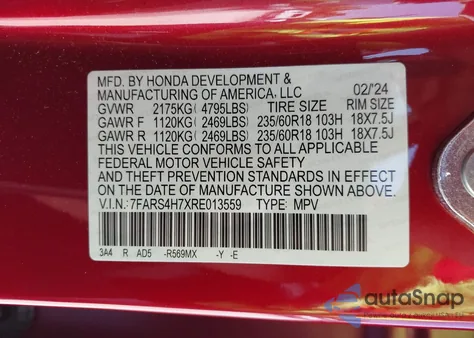 MFD. BY HONDA DEVELOPMENT &
MANUFACTURING OF AMERICA, LLC 02/'24
GVWR 2175KG(4795LBS) TIRE SIZE RIM SIZE
GAWR F 1120KG(2469LBS) 235/60R18 103H 18X7.5J
GAWR R 1120KG(2469LBS) 235/60R18 103H 18X7.5J
THIS VEHICLE CONFORMS TO ALL APPLICABLE
FEDERAL MOTOR VEHICLE SAFETY
AND THEFT PREVENTION STANDARDS IN EFFECT
ON THE DATE OF MANUFACTURE SHOWN ABOVE.
V.I.N.:7FARS4H7XRE013559 TYPE: MPV
3A4 R AD5 -R569MX -Y -E
autoSnap